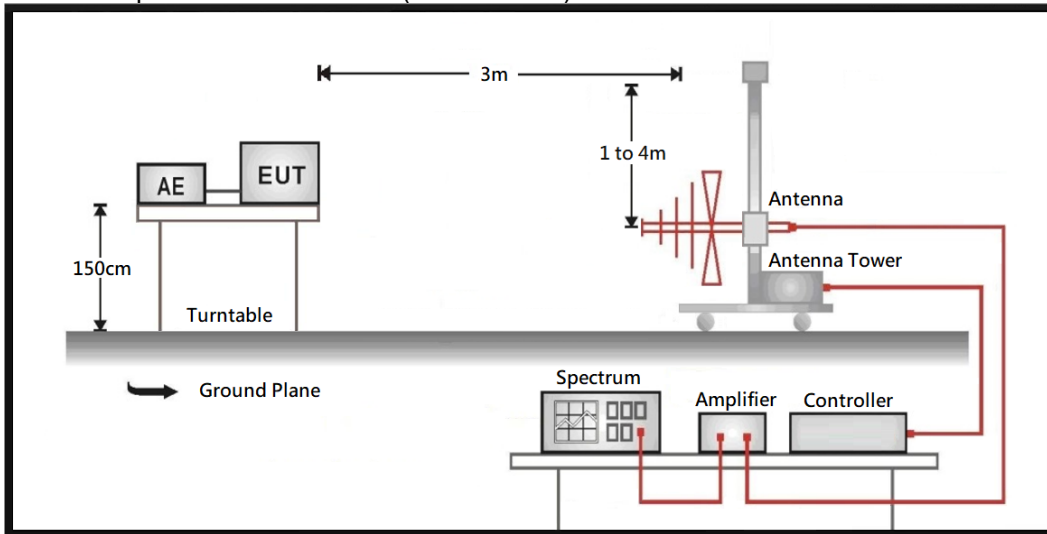 3m
1 to 4m
AE
EUT
Antenna
150cm
Antenna Tower
Turntable
Ground Plane
Spectrum
Amplifier
Controller